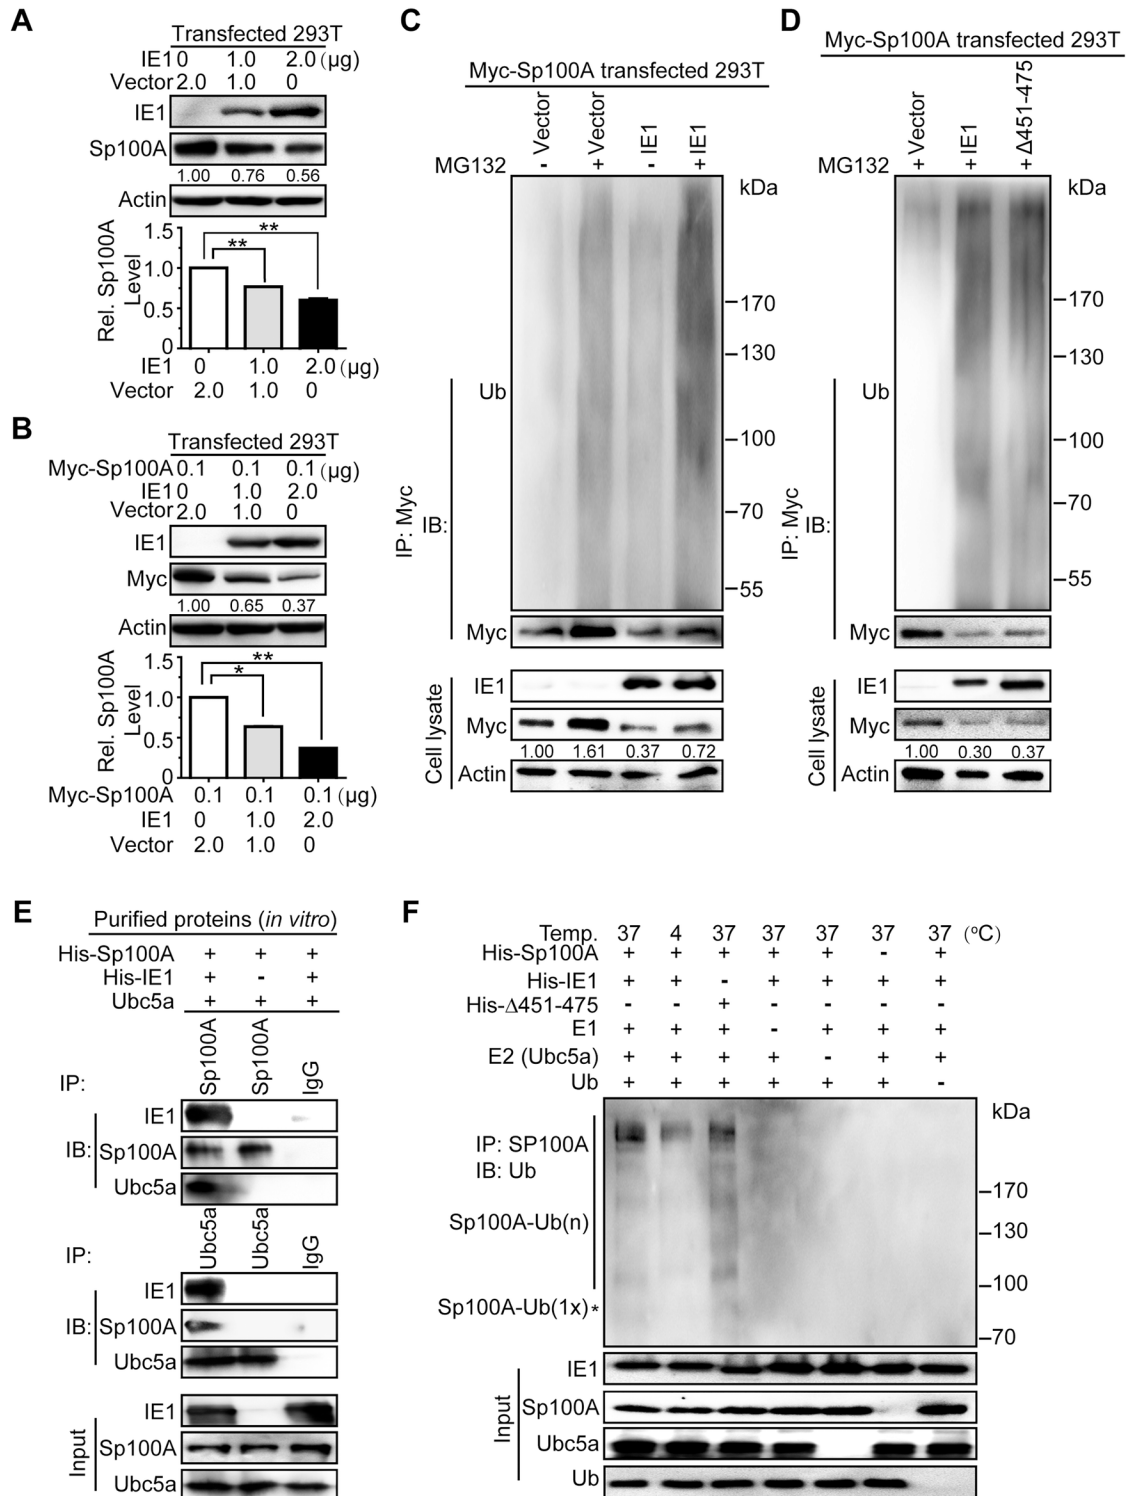 A
Transfected 293T
IE1 0 1.0 2.0 (μg)
Vector 2.0 1.0 0
IE1
Sp100A
1.00 0.76 0.56
Actin
Rel. Sp100A Level
1.5
1.0
0.5
0
** **
IE1 0 1.0 2.0 (μg)
Vector 2.0 1.0 0
B
Transfected 293T
Myc-Sp100A 0.1 0.1 0.1 (μg)
IE1 0 1.0 2.0
Vector 2.0 1.0 0
IE1
Myc
1.00 0.65 0.37
Actin
Rel. Sp100A Level
1.5
1.0
0.5
0
** *
Myc-Sp100A 0.1 0.1 0.1 (μg)
IE1 0 1.0 2.0
Vector 2.0 1.0 0
C
Myc-Sp100A transfected 293T
Vector Vector IE1 IE1
MG132 - + - +
kDa
-170
-130
-100
-70
-55
IP: Myc
IB:
Ub
Myc
Cell lysate
IE1
Myc
1.00 1.61 0.37 0.72
Actin
D
Myc-Sp100A transfected 293T
Vector IE1 Δ451-475
MG132 + + +
kDa
-170
-130
-100
-70
-55
IP: Myc
IB:
Ub
Myc
Cell lysate
IE1
Myc
1.00 0.30 0.37
Actin
E
Purified proteins (in vitro)
His-Sp100A + + +
His-IE1 + - +
Ubc5a + + +
IP: Sp100A Sp100A IgG
IB:
IE1
Sp100A
Ubc5a
IP: Ubc5a Ubc5a IgG
IB:
IE1
Sp100A
Ubc5a
Input
IE1
Sp100A
Ubc5a
F
Temp. 37 4 37 37 37 37 37 (°C)
His-Sp100A + + + + + - +
His-IE1 + + - + + + +
His-Δ451-475 - - + - - - -
E1 + + + - + + +
E2 (Ubc5a) + + + + - + +
Ub + + + + + + -
kDa
IP: SP100A
IB: Ub
Sp100A-Ub(n)
Sp100A-Ub(1x)*
-170
-130
-100
-70
Input
IE1
Sp100A
Ubc5a
Ub